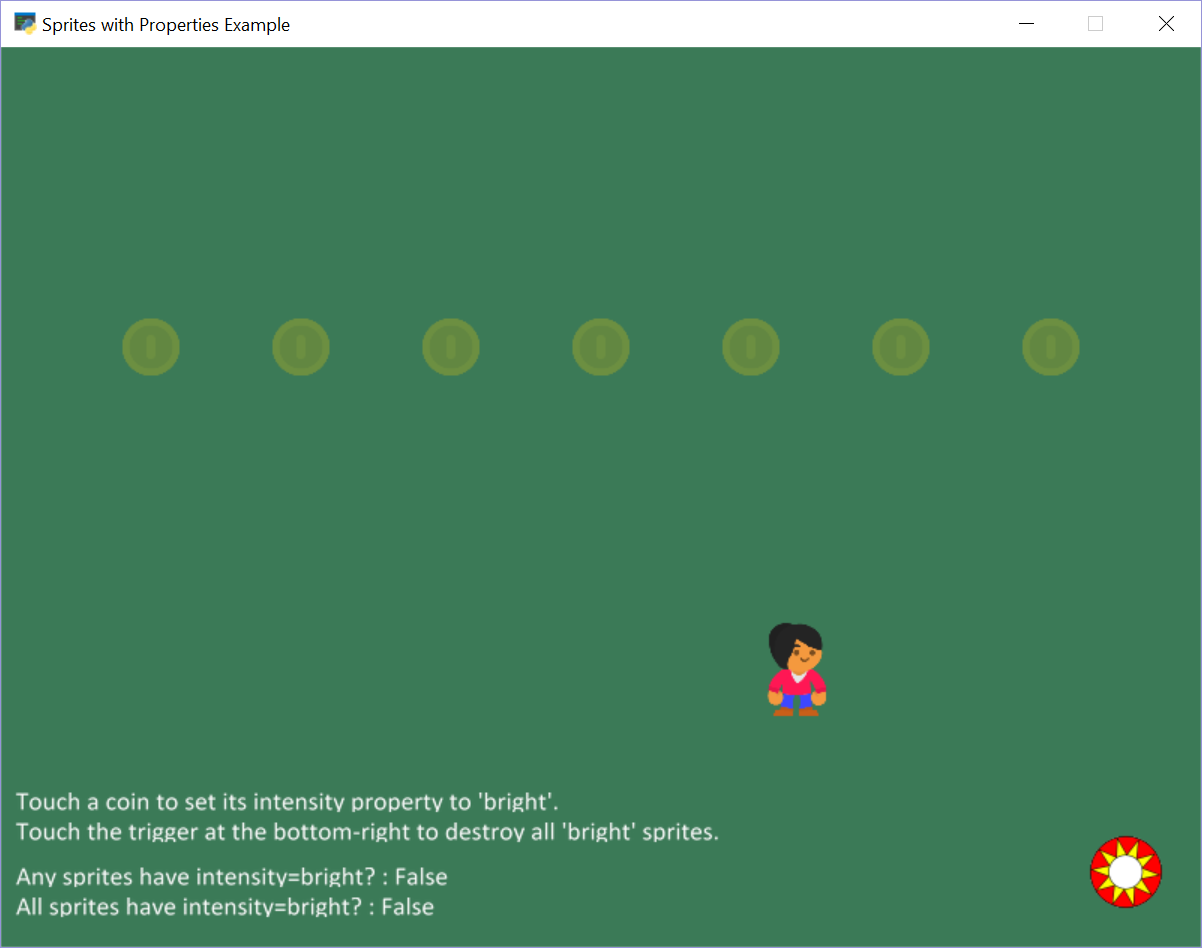 Sprites with Properties Example
Touch a coin to set its intensity property to 'bright'.
Touch the trigger at the bottom-right to destroy all 'bright' sprites.
Any sprites have intensity=bright? : False
All sprites have intensity=bright? : False